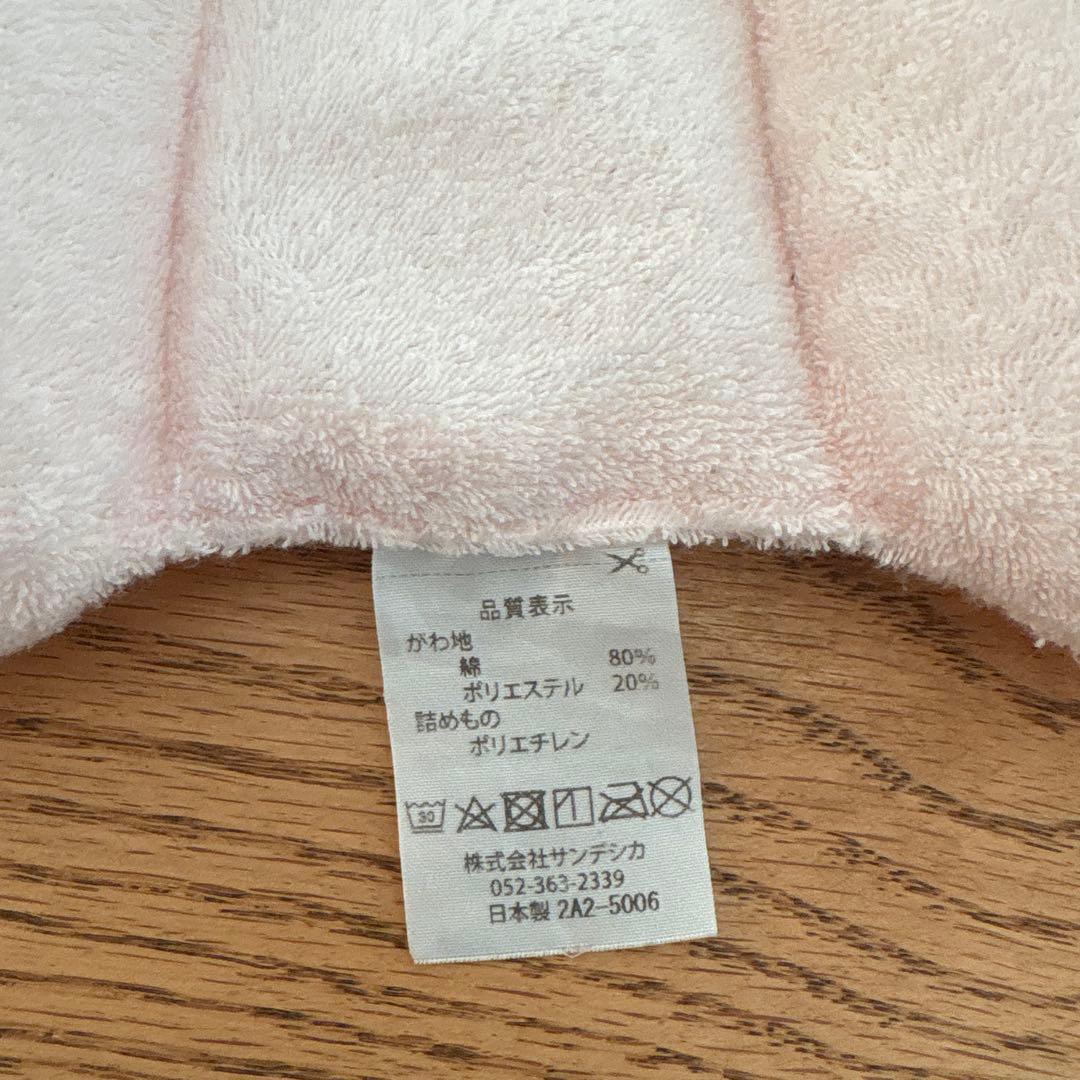 品質表示
がわ地
綿 80%
ポリエステル 20%
詰めもの
ポリエチレン
30
株式会社サンデシカ
052-363-2339
日本製 2A2-5006